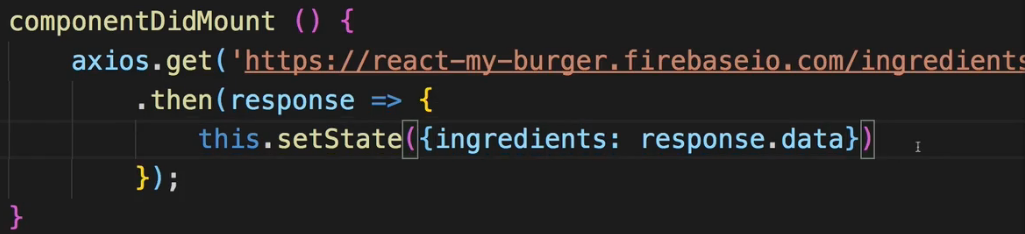 componentDidMount () {
axios.get('https://react-my-burger.firebaseio.com/ingredients
.then(response => {
this.setState({ingredients: response.data})
});
}